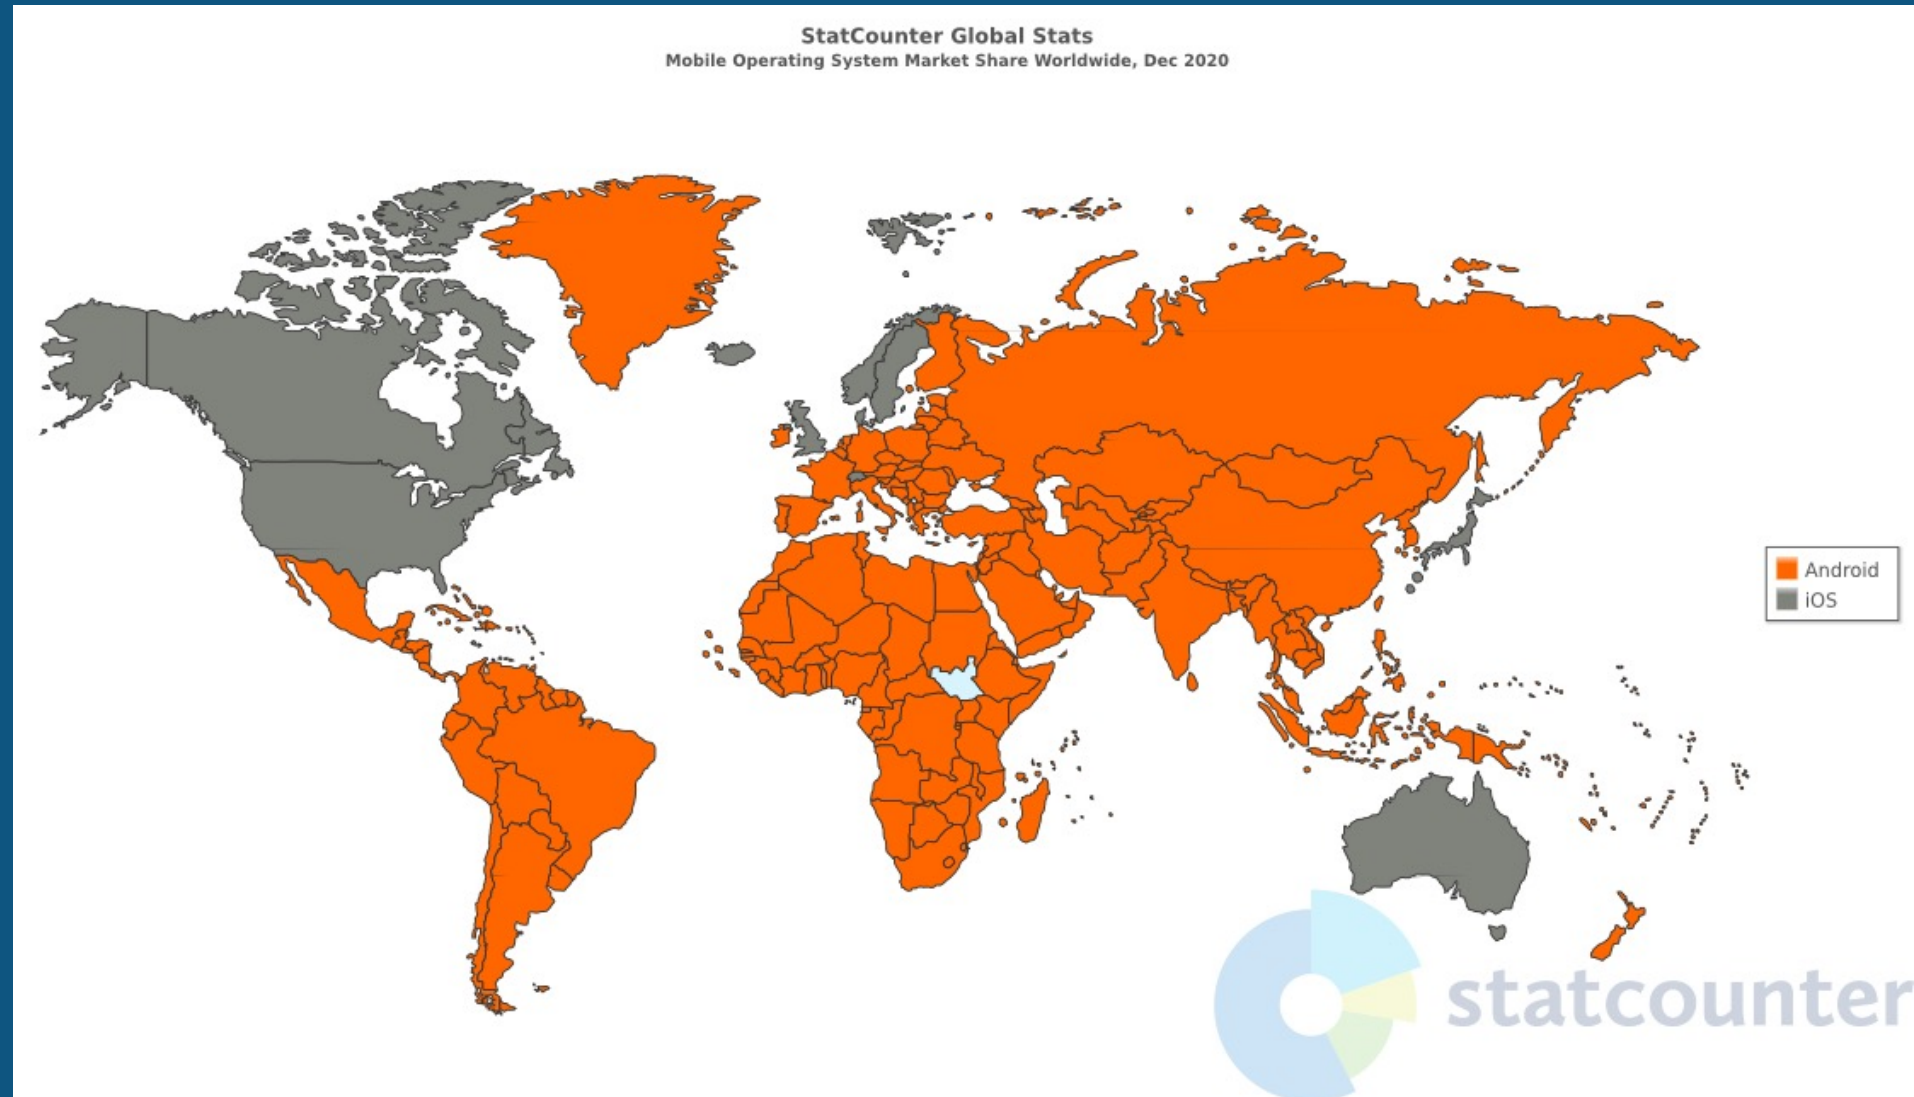 StatCounter Global Stats
Mobile Operating System Market Share Worldwide, Dec 2020
Android
iOS
statcounter